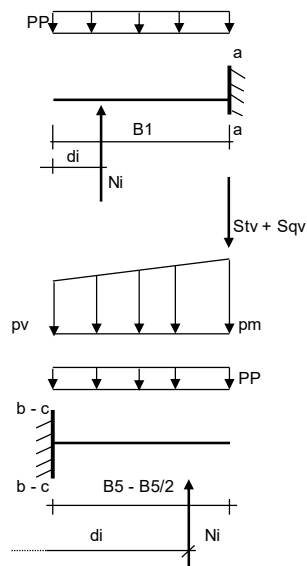 PP
a
B1
a
di
Ni
Stv + Sqv
pv
pm
PP
b - c
b - c
B5 - B5/2
di
Ni